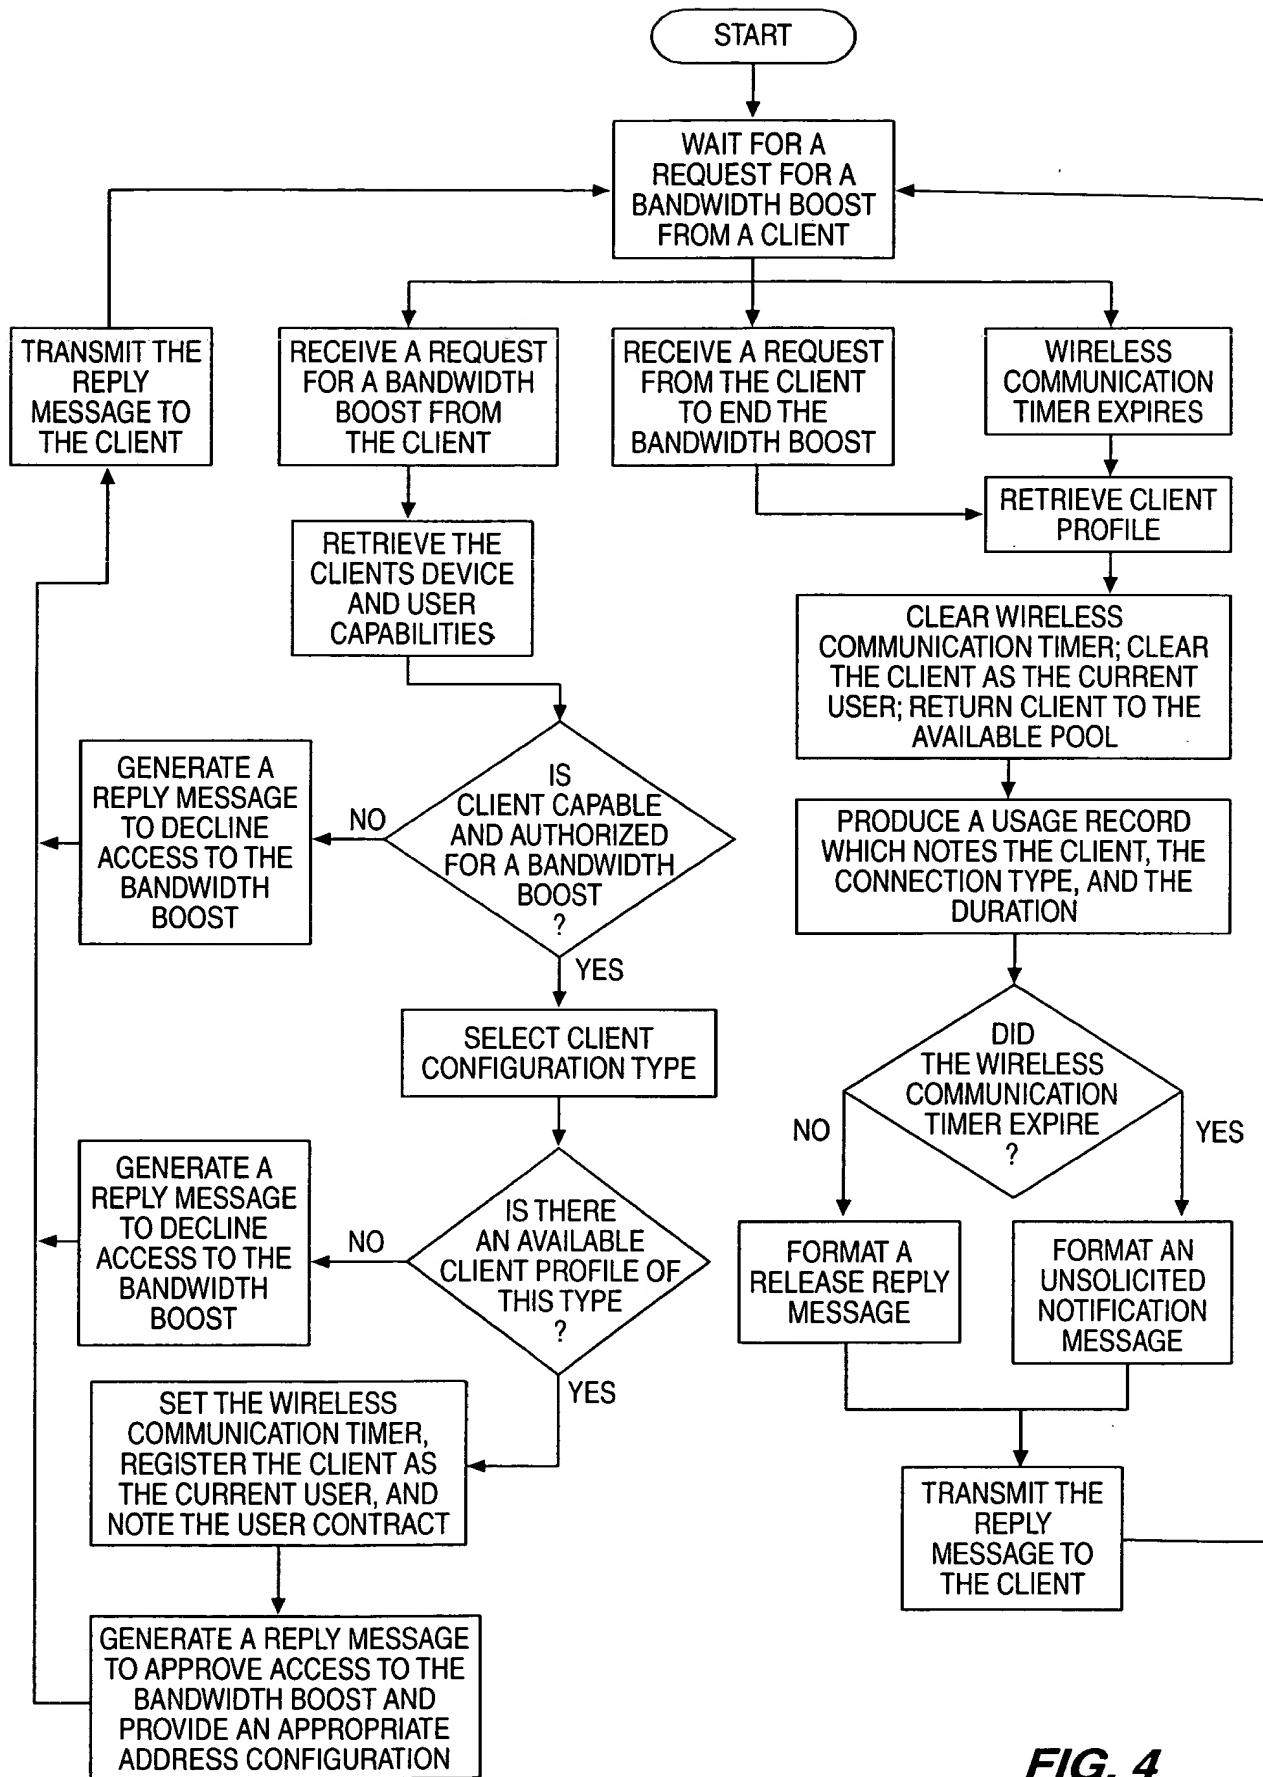 START
WAIT FOR A
REQUEST FOR A
BANDWIDTH BOOST
FROM A CLIENT
TRANSMIT THE
REPLY
MESSAGE TO
THE CLIENT
RECEIVE A REQUEST
FOR A BANDWIDTH
BOOST FROM
THE CLIENT
RECEIVE A REQUEST
FROM THE CLIENT
TO END THE
BANDWIDTH BOOST
WIRELESS
COMMUNICATION
TIMER EXPIRES
RETRIEVE CLIENT
PROFILE
RETRIEVE THE
CLIENTS DEVICE
AND USER
CAPABILITIES
CLEAR WIRELESS
COMMUNICATION TIMER; CLEAR
THE CLIENT AS THE CURRENT
USER; RETURN CLIENT TO THE
AVAILABLE POOL
GENERATE A
REPLY MESSAGE
TO DECLINE
ACCESS TO THE
BANDWIDTH
BOOST
NO
IS
CLIENT CAPABLE
AND AUTHORIZED
FOR A BANDWIDTH
BOOST
?
YES
PRODUCE A USAGE RECORD
WHICH NOTES THE CLIENT, THE
CONNECTION TYPE, AND THE
DURATION
SELECT CLIENT
CONFIGURATION TYPE
DID
THE WIRELESS
COMMUNICATION
TIMER EXPIRE
?
NO
YES
GENERATE A
REPLY MESSAGE
TO DECLINE
ACCESS TO THE
BANDWIDTH
BOOST
NO
IS THERE
AN AVAILABLE
CLIENT PROFILE OF
THIS TYPE
?
YES
FORMAT A
RELEASE REPLY
MESSAGE
FORMAT AN
UNSOLICITED
NOTIFICATION
MESSAGE
SET THE WIRELESS
COMMUNICATION TIMER,
REGISTER THE CLIENT AS
THE CURRENT USER, AND
NOTE THE USER CONTRACT
TRANSMIT THE
REPLY
MESSAGE TO
THE CLIENT
GENERATE A REPLY MESSAGE
TO APPROVE ACCESS TO THE
BANDWIDTH BOOST AND
PROVIDE AN APPROPRIATE
ADDRESS CONFIGURATION
FIG. 4